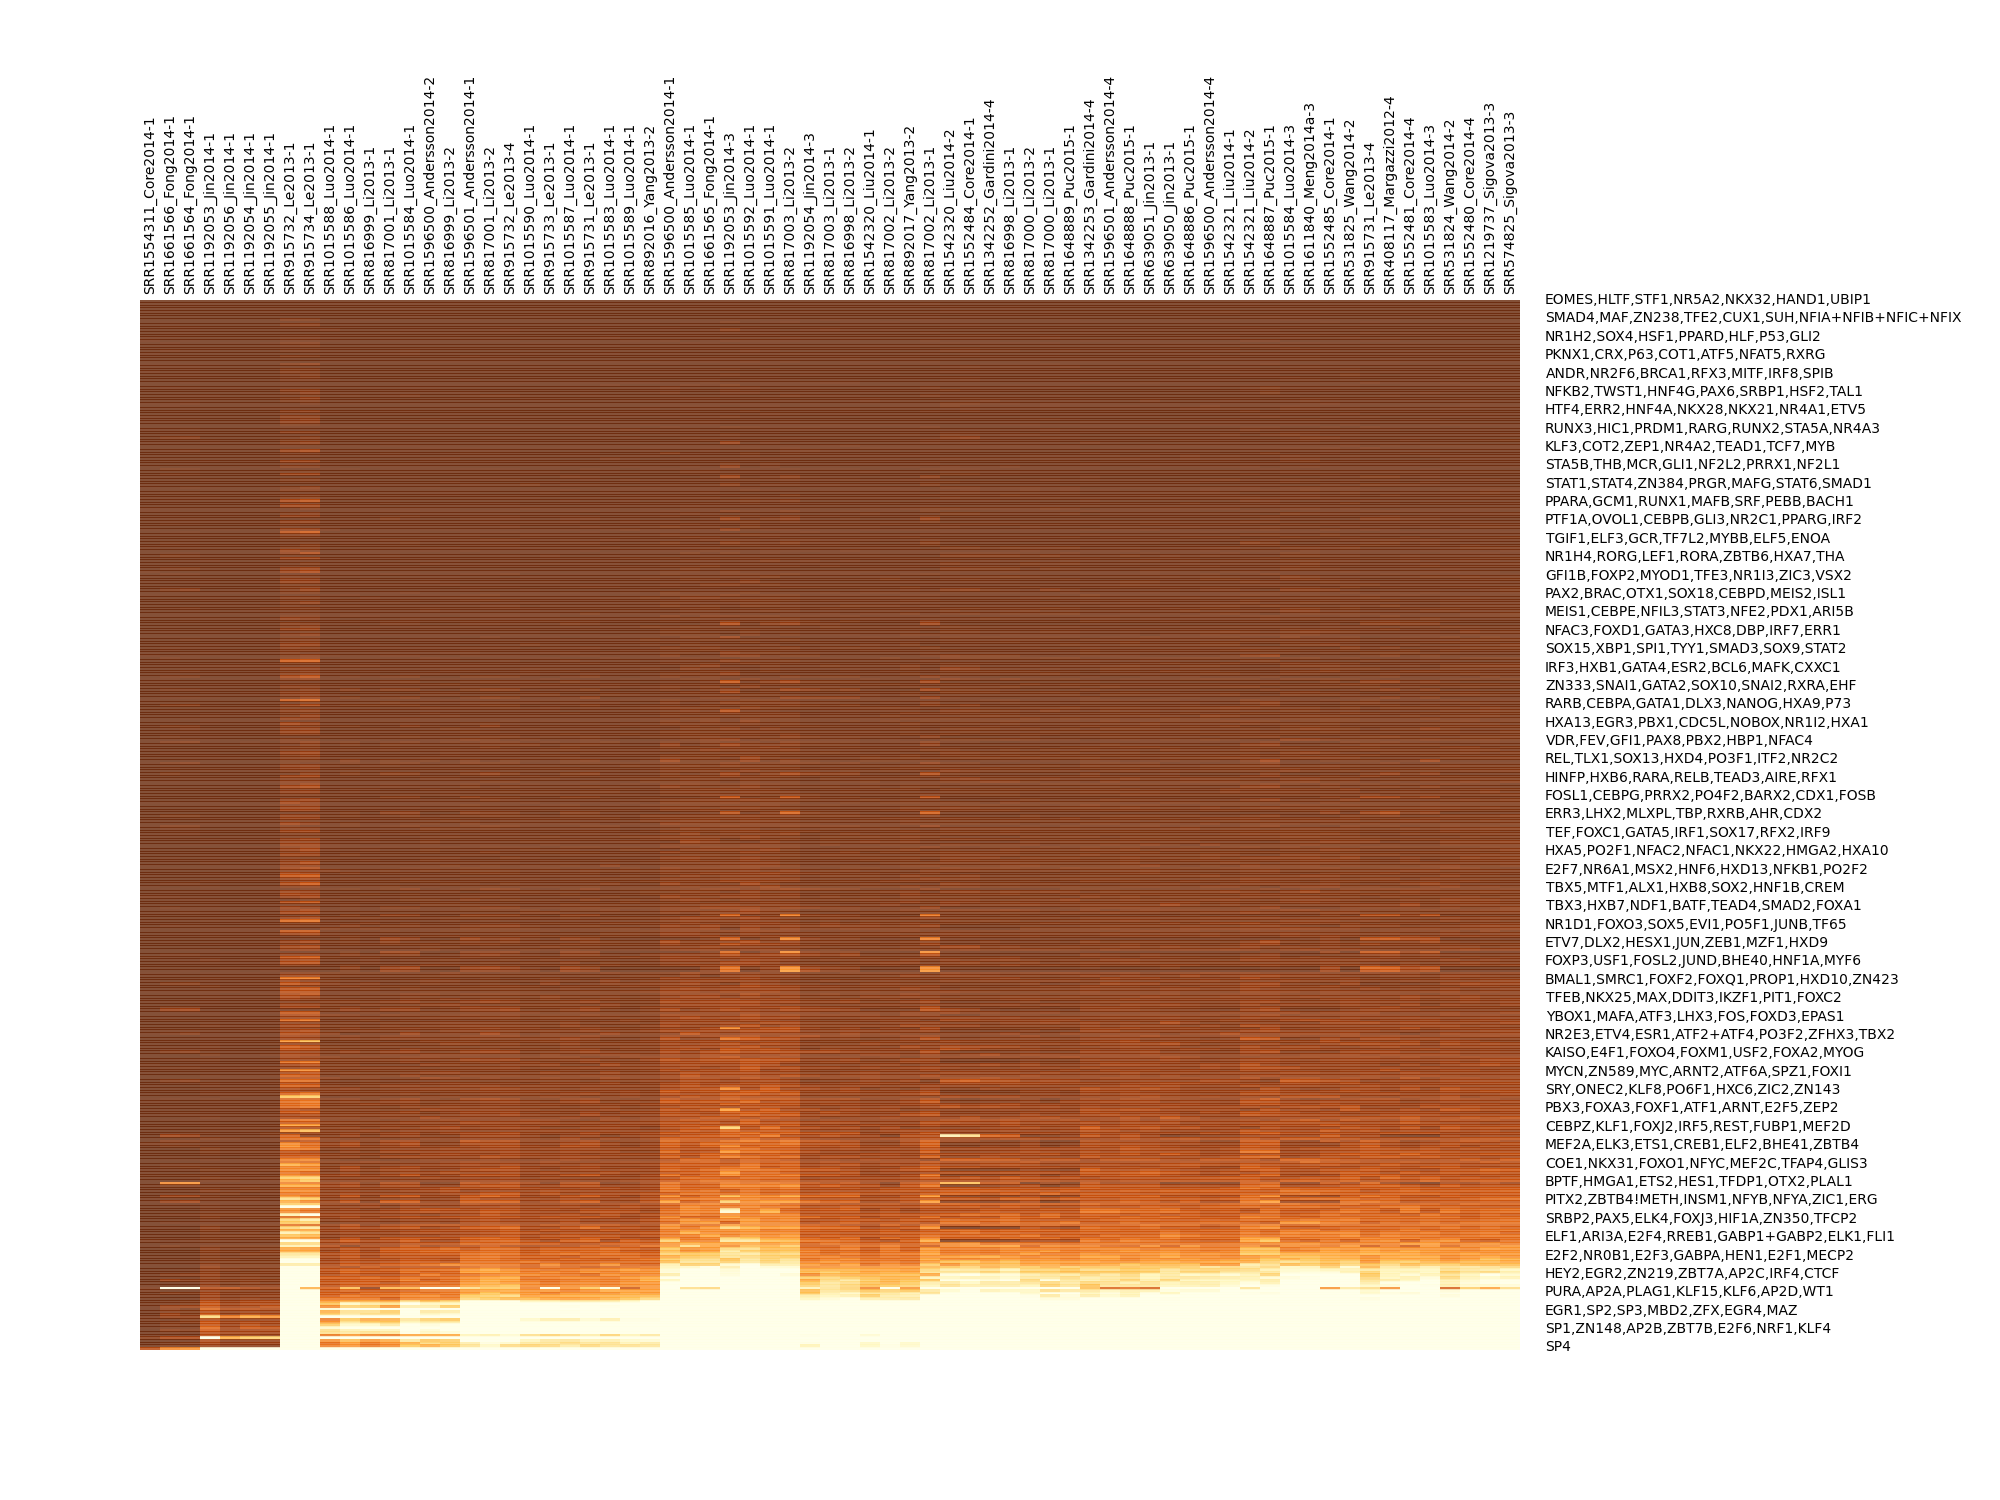 SRR1554311_Core2014-1
SRR1661566_Fong2014-1
SRR1661564_Fong2014-1
SRR1192053_Jin2014-1
SRR1192056_Jin2014-1
SRR1192054_Jin2014-1
SRR1192055_Jin2014-1
SRR915732_Le2013-1
SRR915734_Le2013-1
SRR1015588_Luo2014-1
SRR1015586_Luo2014-1
SRR816999_Li2013-1
SRR817001_Li2013-1
SRR1015584_Luo2014-1
SRR1596500_Andersson2014-2
SRR816999_Li2013-2
SRR1596501_Andersson2014-1
SRR817001_Li2013-2
SRR915732_Le2013-4
SRR1015590_Luo2014-1
SRR915733_Le2013-1
SRR1015587_Luo2014-1
SRR915731_Le2013-1
SRR1015583_Luo2014-1
SRR1015589_Luo2014-1
SRR892016_Yang2013-2
SRR1596500_Andersson2014-1
SRR1015585_Luo2014-1
SRR1661565_Fong2014-1
SRR1192053_Jin2014-3
SRR1015592_Luo2014-1
SRR1015591_Luo2014-1
SRR817003_Li2013-2
SRR1192054_Jin2014-3
SRR817003_Li2013-1
SRR816998_Li2013-2
SRR1542320_Liu2014-1
SRR817002_Li2013-2
SRR892017_Yang2013-2
SRR817002_Li2013-1
SRR1542320_Liu2014-2
SRR1552484_Core2014-1
SRR1342252_Gardini2014-4
SRR816998_Li2013-1
SRR817000_Li2013-2
SRR817000_Li2013-1
SRR1648889_Puc2015-1
SRR1342253_Gardini2014-4
SRR1596501_Andersson2014-4
SRR1648888_Puc2015-1
SRR639051_Jin2013-1
SRR639050_Jin2013-1
SRR1648886_Puc2015-1
SRR1596500_Andersson2014-4
SRR1542321_Liu2014-1
SRR1542321_Liu2014-2
SRR1648887_Puc2015-1
SRR1015584_Luo2014-3
SRR1611840_Meng2014a-3
SRR1552485_Core2014-1
SRR531825_Wang2014-2
SRR915731_Le2013-4
SRR408117_Margazzi2012-4
SRR1552481_Core2014-4
SRR1015583_Luo2014-3
SRR531824_Wang2014-2
SRR1552480_Core2014-4
SRR1219737_Sigova2013-3
SRR574825_Sigova2013-3
EOMES,HLTF,STF1,NR5A2,NKX32,HAND1,UBIP1
SMAD4,MAF,ZN238,TFE2,CUX1,SUH,NFIA+NFIB+NFIC+NFIX
NR1H2,SOX4,HSF1,PPARD,HLF,P53,GLI2
PKNX1,CRX,P63,COT1,ATF5,NFAT5,RXRG
ANDR,NR2F6,BRCA1,RFX3,MITF,IRF8,SPIB
NFKB2,TWST1,HNF4G,PAX6,SRBP1,HSF2,TAL1
HTF4,ERR2,HNF4A,NKX28,NKX21,NR4A1,ETV5
RUNX3,HIC1,PRDM1,RARG,RUNX2,STA5A,NR4A3
KLF3,COT2,ZEP1,NR4A2,TEAD1,TCF7,MYB
STA5B,THB,MCR,GLI1,NF2L2,PRRX1,NF2L1
STAT1,STAT4,ZN384,PRGR,MAFG,STAT6,SMAD1
PPARA,GCM1,RUNX1,MAFB,SRF,PEBB,BACH1
PTF1A,OVOL1,CEBPB,GLI3,NR2C1,PPARG,IRF2
TGIF1,ELF3,GCR,TF7L2,MYBB,ELF5,ENOA
NR1H4,RORG,LEF1,RORA,ZBTB6,HXA7,THA
GFI1B,FOXP2,MYOD1,TFE3,NR1I3,ZIC3,VSX2
PAX2,BRAC,OTX1,SOX18,CEBPD,MEIS2,ISL1
MEIS1,CEBPE,NFIL3,STAT3,NFE2,PDX1,ARI5B
NFAC3,FOXD1,GATA3,HXC8,DBP,IRF7,ERR1
SOX15,XBP1,SPI1,TYY1,SMAD3,SOX9,STAT2
IRF3,HXB1,GATA4,ESR2,BCL6,MAFK,CXXC1
ZN333,SNAI1,GATA2,SOX10,SNAI2,RXRA,EHF
RARB,CEBPA,GATA1,DLX3,NANOG,HXA9,P73
HXA13,EGR3,PBX1,CDC5L,NOBOX,NR1I2,HXA1
VDR,FEV,GFI1,PAX8,PBX2,HBP1,NFAC4
REL,TLX1,SOX13,HXD4,PO3F1,ITF2,NR2C2
HINFP,HXB6,RARA,RELB,TEAD3,AIRE,RFX1
FOSL1,CEBPG,PRRX2,PO4F2,BARX2,CDX1,FOSB
ERR3,LHX2,MLXPL,TBP,RXRB,AHR,CDX2
TEF,FOXC1,GATA5,IRF1,SOX17,RFX2,IRF9
HXA5,PO2F1,NFAC2,NFAC1,NKX22,HMGA2,HXA10
E2F7,NR6A1,MSX2,HNF6,HXD13,NFKB1,PO2F2
TBX5,MTF1,ALX1,HXB8,SOX2,HNF1B,CREM
TBX3,HXB7,NDF1,BATF,TEAD4,SMAD2,FOXA1
NR1D1,FOXO3,SOX5,EVI1,PO5F1,JUNB,TF65
ETV7,DLX2,HESX1,JUN,ZEB1,MZF1,HXD9
FOXP3,USF1,FOSL2,JUND,BHE40,HNF1A,MYF6
BMAL1,SMRC1,FOXF2,FOXQ1,PROP1,HXD10,ZN423
TFEB,NKX25,MAX,DDIT3,IKZF1,PIT1,FOXC2
YBOX1,MAFA,ATF3,LHX3,FOS,FOXD3,EPAS1
NR2E3,ETV4,ESR1,ATF2+ATF4,PO3F2,ZFHX3,TBX2
KAISO,E4F1,FOXO4,FOXM1,USF2,FOXA2,MYOG
MYCN,ZN589,MYC,ARNT2,ATF6A,SPZ1,FOXI1
SRY,ONEC2,KLF8,PO6F1,HXC6,ZIC2,ZN143
PBX3,FOXA3,FOXF1,ATF1,ARNT,E2F5,ZEP2
CEBPZ,KLF1,FOXJ2,IRF5,REST,FUBP1,MEF2D
MEF2A,ELK3,ETS1,CREB1,ELF2,BHE41,ZBTB4
COE1,NKX31,FOXO1,NFYC,MEF2C,TFAP4,GLIS3
BPTF,HMGA1,ETS2,HES1,TFDP1,OTX2,PLAL1
PITX2,ZBTB4!METH,INSM1,NFYB,NFYA,ZIC1,ERG
SRBP2,PAX5,ELK4,FOXJ3,HIF1A,ZN350,TFCP2
ELF1,ARI3A,E2F4,RREB1,GABP1+GABP2,ELK1,FLI1
E2F2,NR0B1,E2F3,GABPA,HEN1,E2F1,MECP2
HEY2,EGR2,ZN219,ZBT7A,AP2C,IRF4,CTCF
PURA,AP2A,PLAG1,KLF15,KLF6,AP2D,WT1
EGR1,SP2,SP3,MBD2,ZFX,EGR4,MAZ
SP1,ZN148,AP2B,ZBT7B,E2F6,NRF1,KLF4
SP4